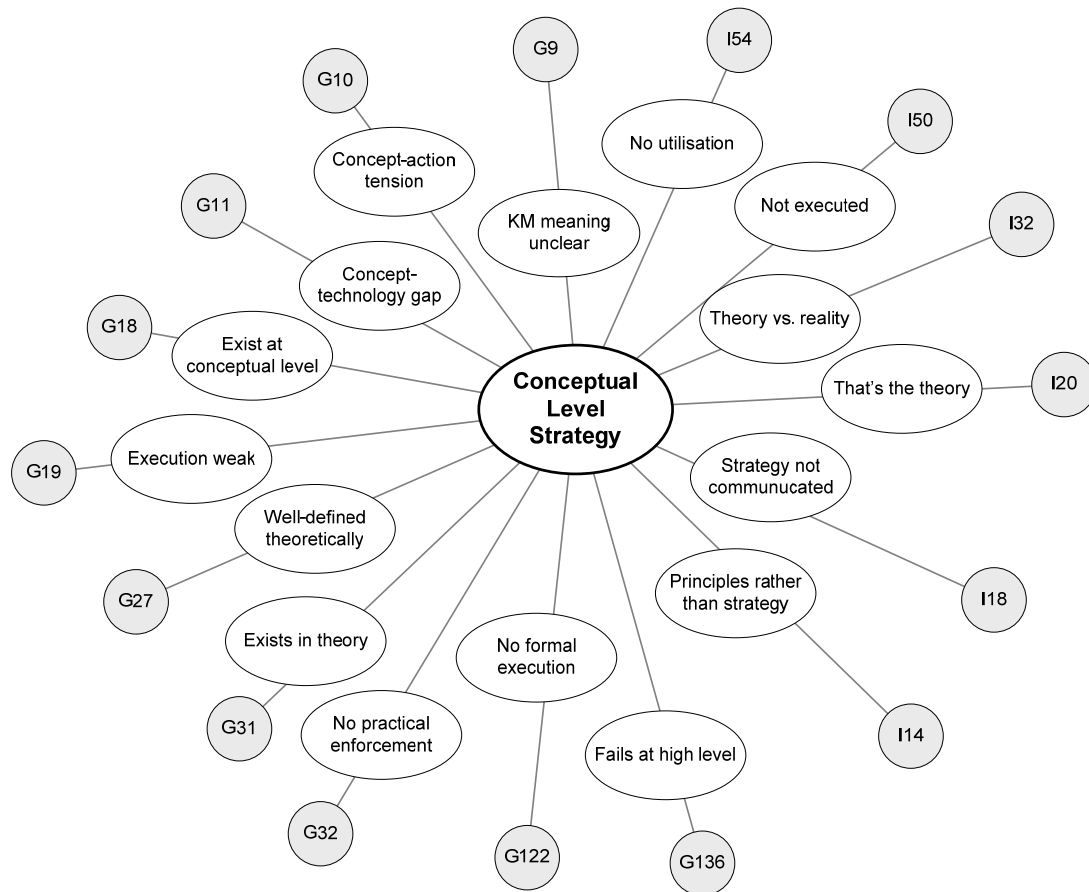 G9
I54
G10
I50
No utilisation
Concept-action
tension
Not executed
G11
KM meaning
unclear
I32
Concept-
technology gap
Theory vs. reality
G18
Exist at
conceptual level
I20
That's the theory
Conceptual
Level
Strategy
G19
Execution weak
Strategy not
communucated
Well-defined
theoretically
Principles rather
than strategy
G27
I18
Exists in theory
No formal
execution
G31
No practical
enforcement
I14
Fails at high level
G32
G122
G136